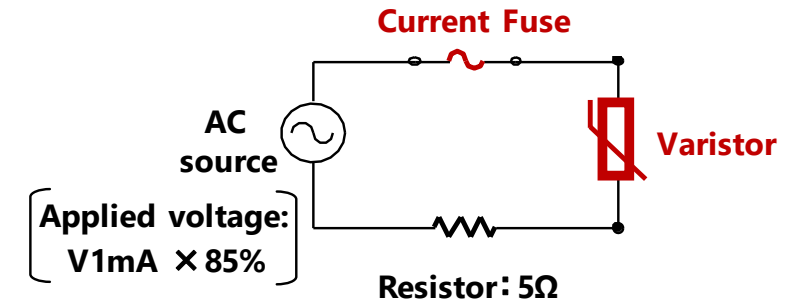 Current Fuse
AC
source
Varistor
Applied voltage:
V1mA ×85%
Resistor：5Ω